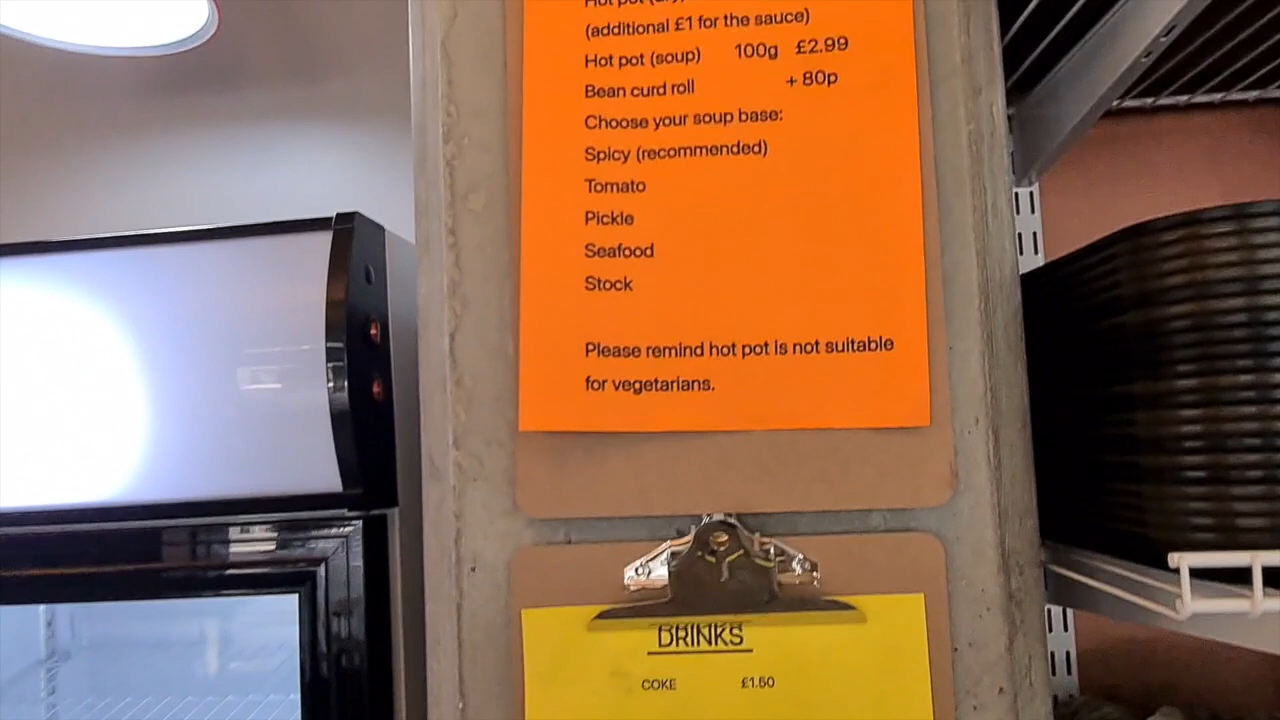 Hot pot
(additional £1 for the sauce)
Hot pot (soup) 100g £2.99
Bean curd roll + 80p
Choose your soup base:
Spicy (recommended)
Tomato
Pickle
Seafood
Stock
Please remind hot pot is not suitable
for vegetarians.
DRINKS
COKE £1.50